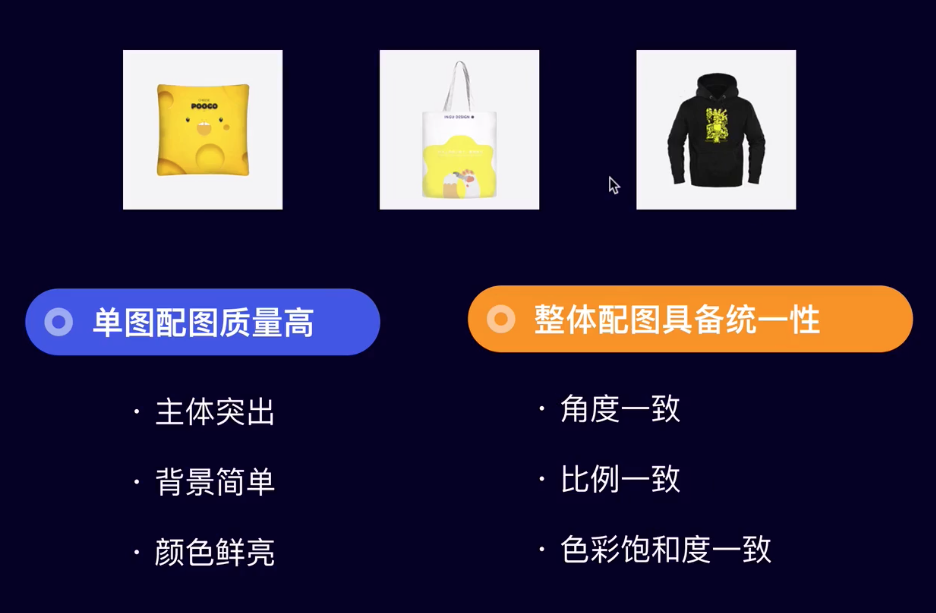 POOCO
单图配图质量高
整体配图具备统一性
· 主体突出
· 角度一致
· 背景简单
· 比例一致
· 颜色鲜亮
· 色彩饱和度一致